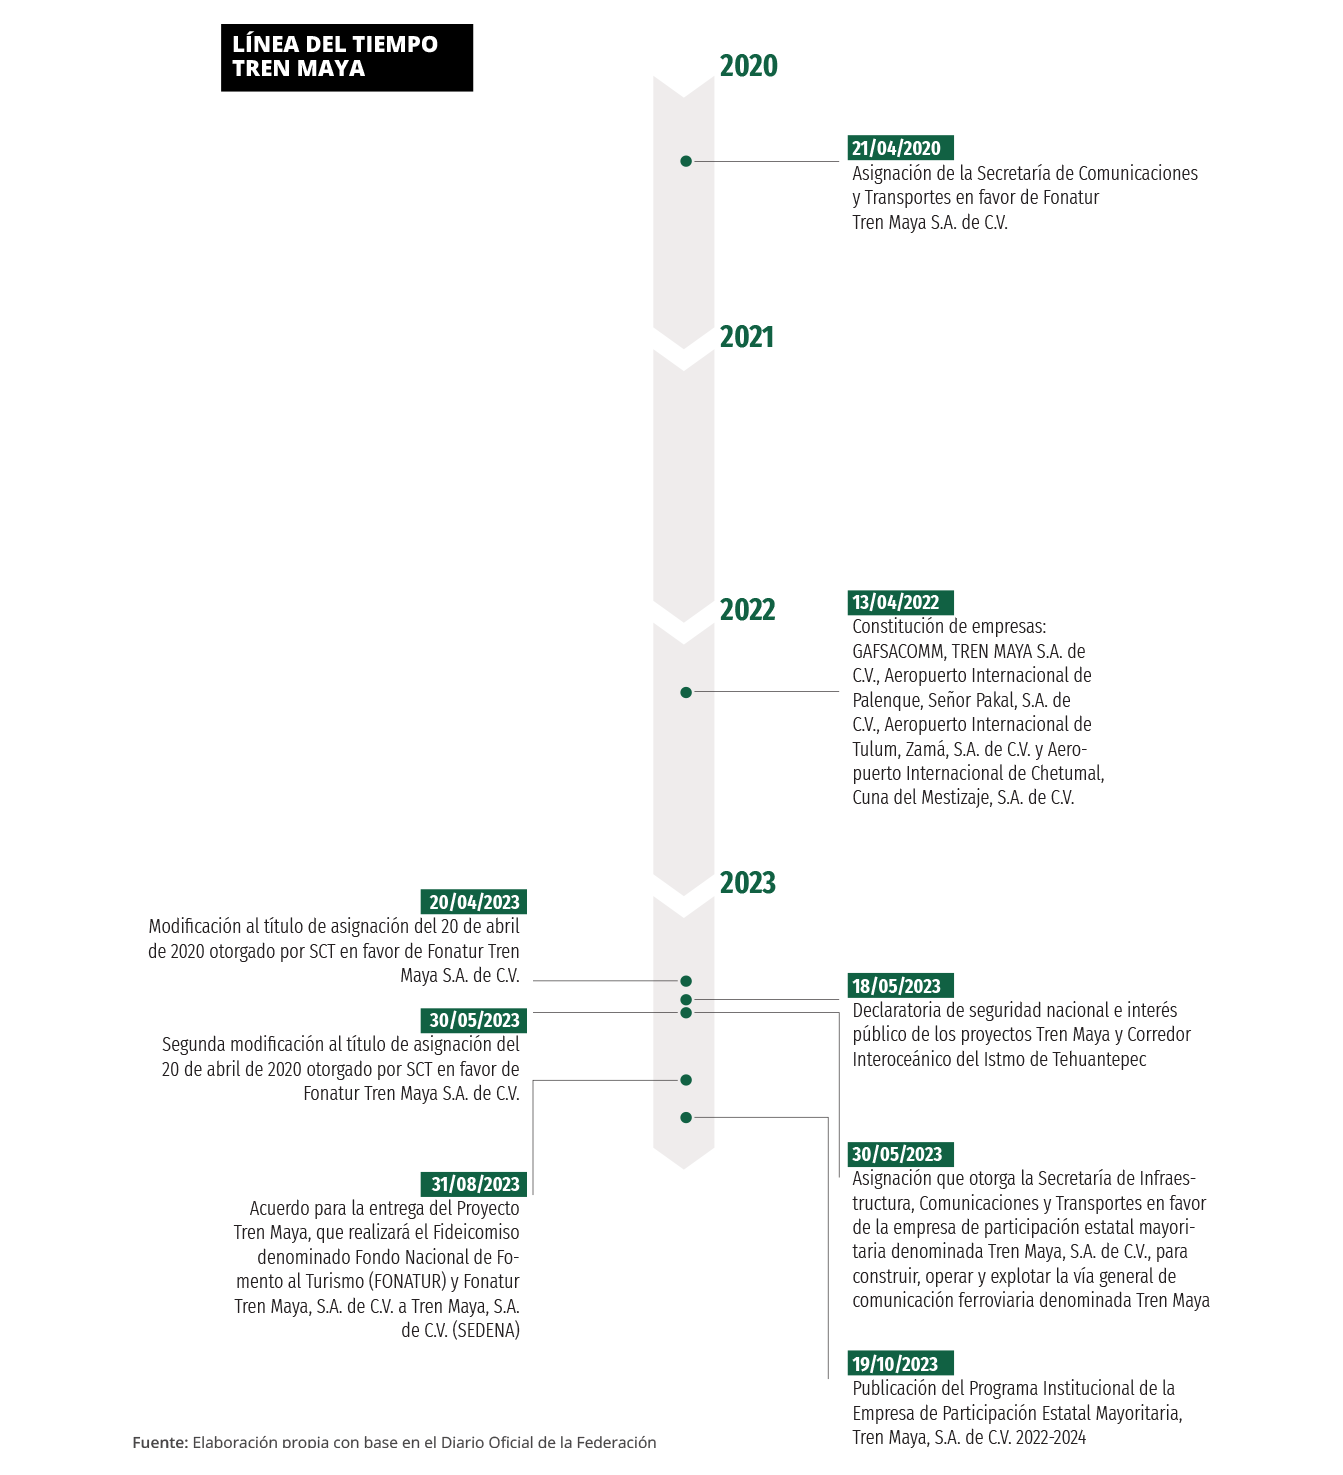 LÍNEA DEL TIEMPO
TREN MAYA
2020
21/04/2020
Asignación de la Secretaría de Comunicaciones
y Transportes en favor de Fonatur
Tren Maya S.A. de C.V.
2021
2022
13/04/2022
Constitución de empresas:
GAFSACOMM, TREN MAYA S.A. de
C.V., Aeropuerto Internacional de
Palenque, Señor Pakal, S.A. de
C.V., Aeropuerto Internacional de
Tulum, Zamá, S.A. de C.V. y Aero-
puerto Internacional de Chetumal,
Cuna del Mestizaje, S.A. de C.V.
2023
20/04/2023
Modificación al título de asignación del 20 de abril
de 2020 otorgado por SCT en favor de Fonatur Tren
Maya S.A. de C.V.
18/05/2023
Declaratoria de seguridad nacional e interés
público de los proyectos Tren Maya y Corredor
Interoceánico del Istmo de Tehuantepec
30/05/2023
Segunda modificación al título de asignación del
20 de abril de 2020 otorgado por SCT en favor de
Fonatur Tren Maya S.A. de C.V.
30/05/2023
Asignación que otorga la Secretaría de Infraes-
tructura, Comunicaciones y Transportes en favor
de la empresa de participación estatal mayori-
taria denominada Tren Maya, S.A. de C.V., para
construir, operar y explotar la vía general de
comunicación ferroviaria denominada Tren Maya
31/08/2023
Acuerdo para la entrega del Proyecto
Tren Maya, que realizará el Fideicomiso
denominado Fondo Nacional de Fo-
mento al Turismo (FONATUR) y Fonatur
Tren Maya, S.A. de C.V. a Tren Maya, S.A.
de C.V. (SEDENA)
19/10/2023
Publicación del Programa Institucional de la
Empresa de Participación Estatal Mayoritaria,
Tren Maya, S.A. de C.V. 2022-2024
Fuente: Elaboración propia con base en el Diario Oficial de la Federación